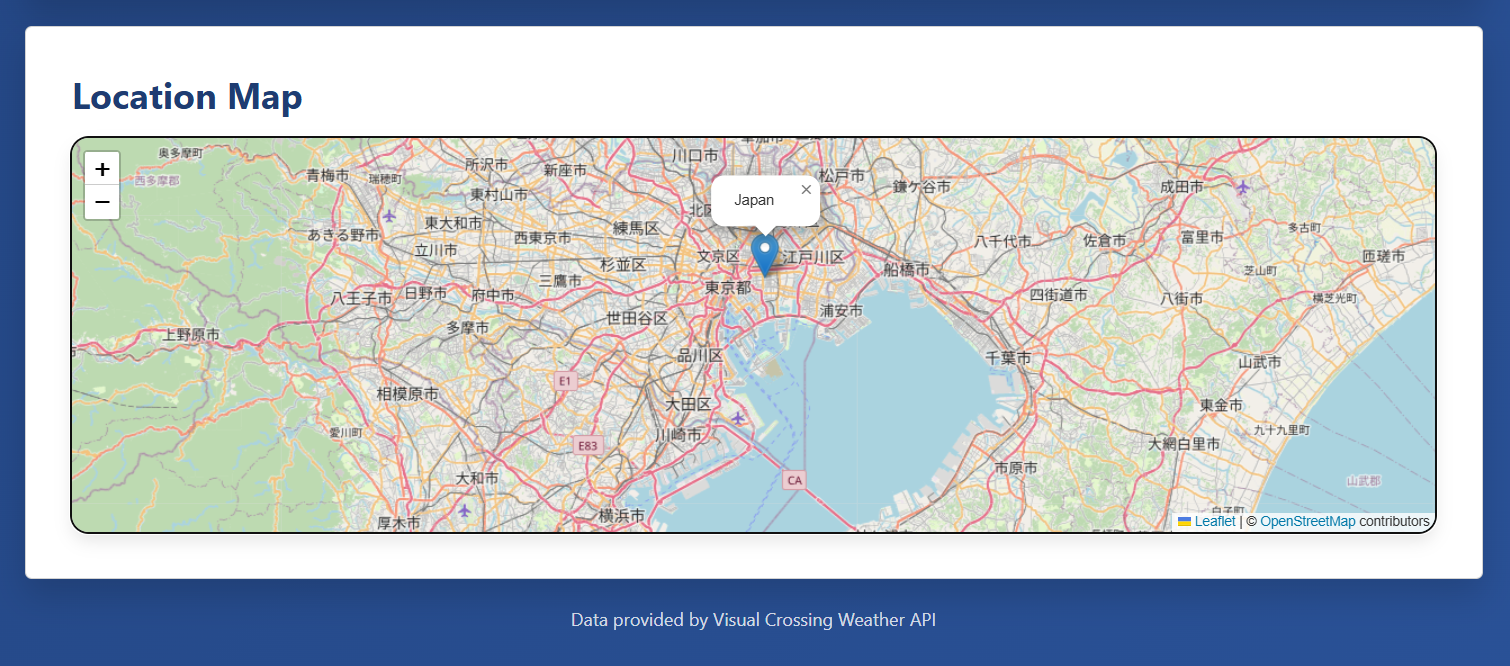 Location Map
+
−
奥多摩町
西多摩郡
青梅市
瑞穂町
所沢市
新座市
川口市
松戸市
鎌ケ谷市
成田市
東村山市
東大和市
あきる野市
立川市
西東京市
練馬区
Japan
×
八千代市
佐倉市
富里市
多古町
匝瑳市
杉並区
文京区
江戸川区
船橋市
芝山町
三鷹市
東京都
八王子市
日野市
府中市
四街道市
八街市
横芝光町
浦安市
世田谷区
多摩市
上野原市
品川区
千葉市
山武市
E1
相模原市
大田区
東金市
愛川町
川崎市
九十九里町
E83
大網白里市
大和市
市原市
CA
山武郡
厚木市
横浜市
Leaflet | © OpenStreetMap contributors
Data provided by Visual Crossing Weather API